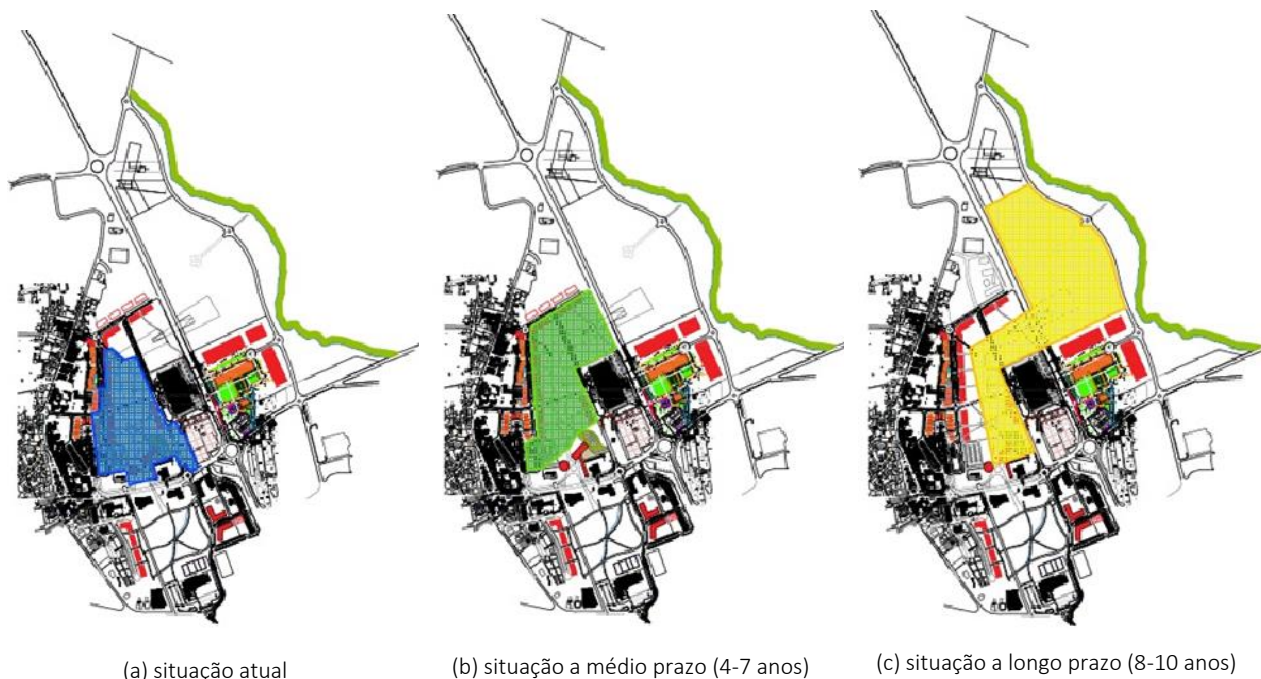 (a) situação atual
(b) situação a médio prazo (4-7 anos)
(c) situação a longo prazo (8-10 anos)